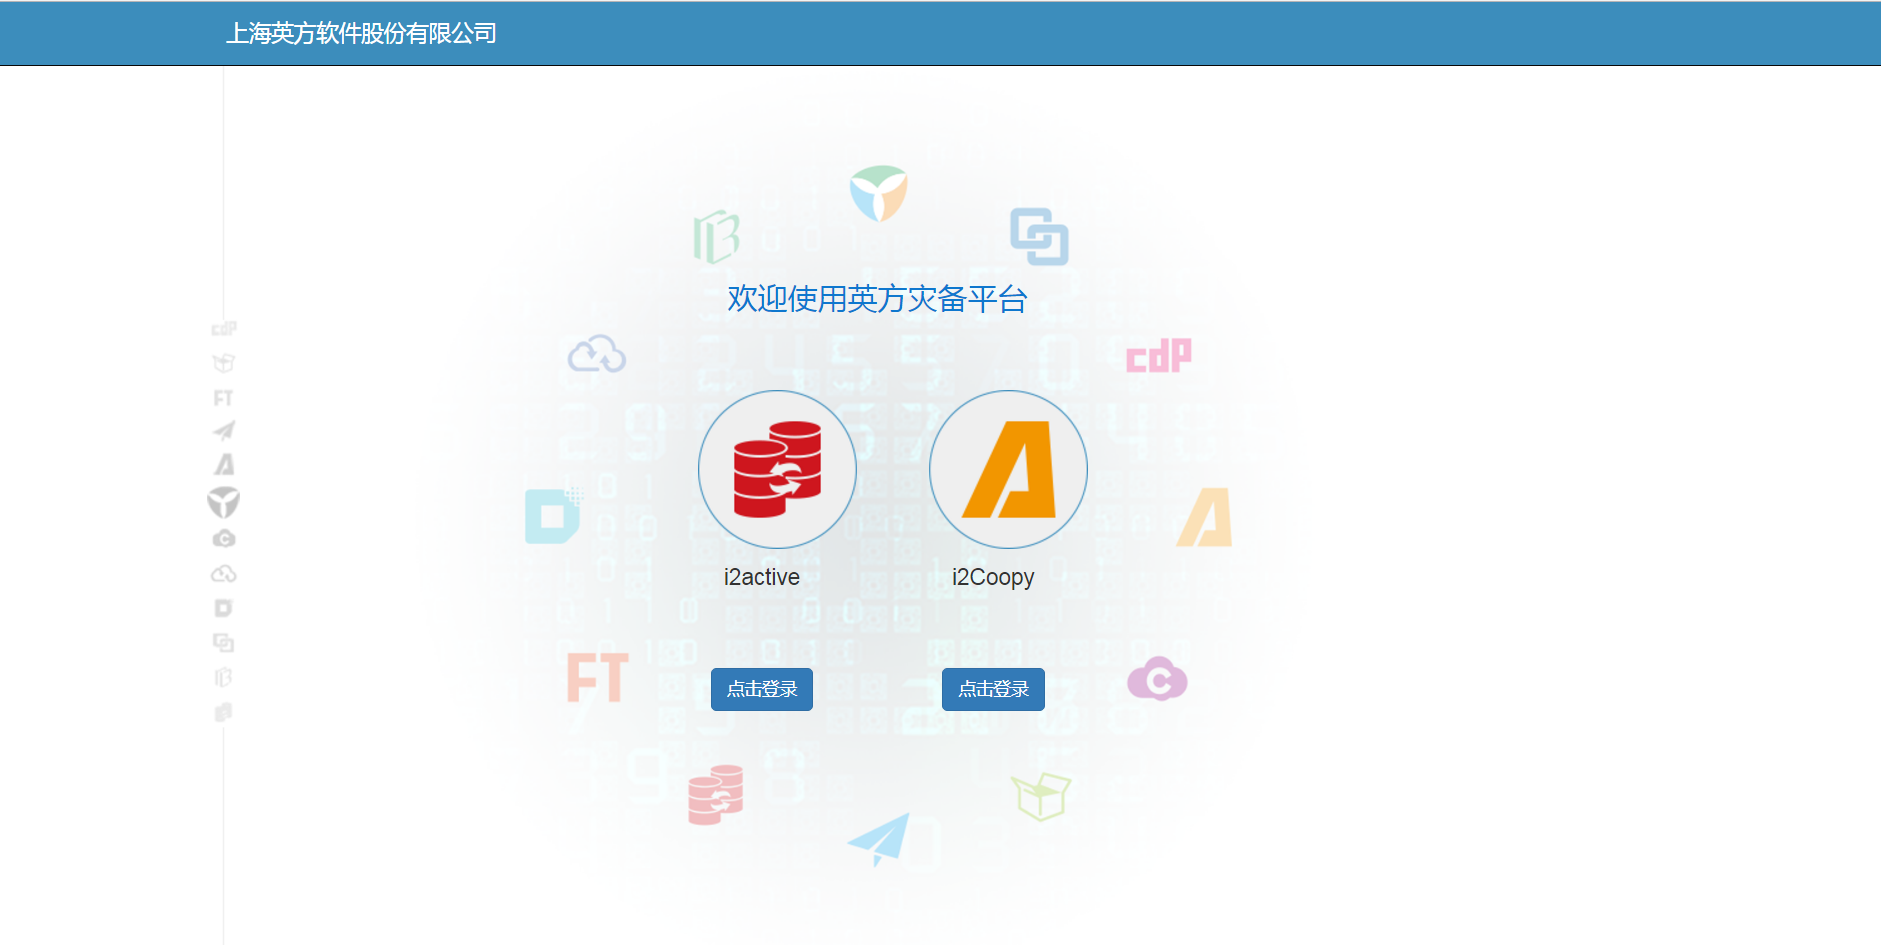 上海英方软件股份有限公司
欢迎使用英方灾备平台
cdp
cdp
FT
i2active
i2Coopy
C
FT
点击登录
点击登录